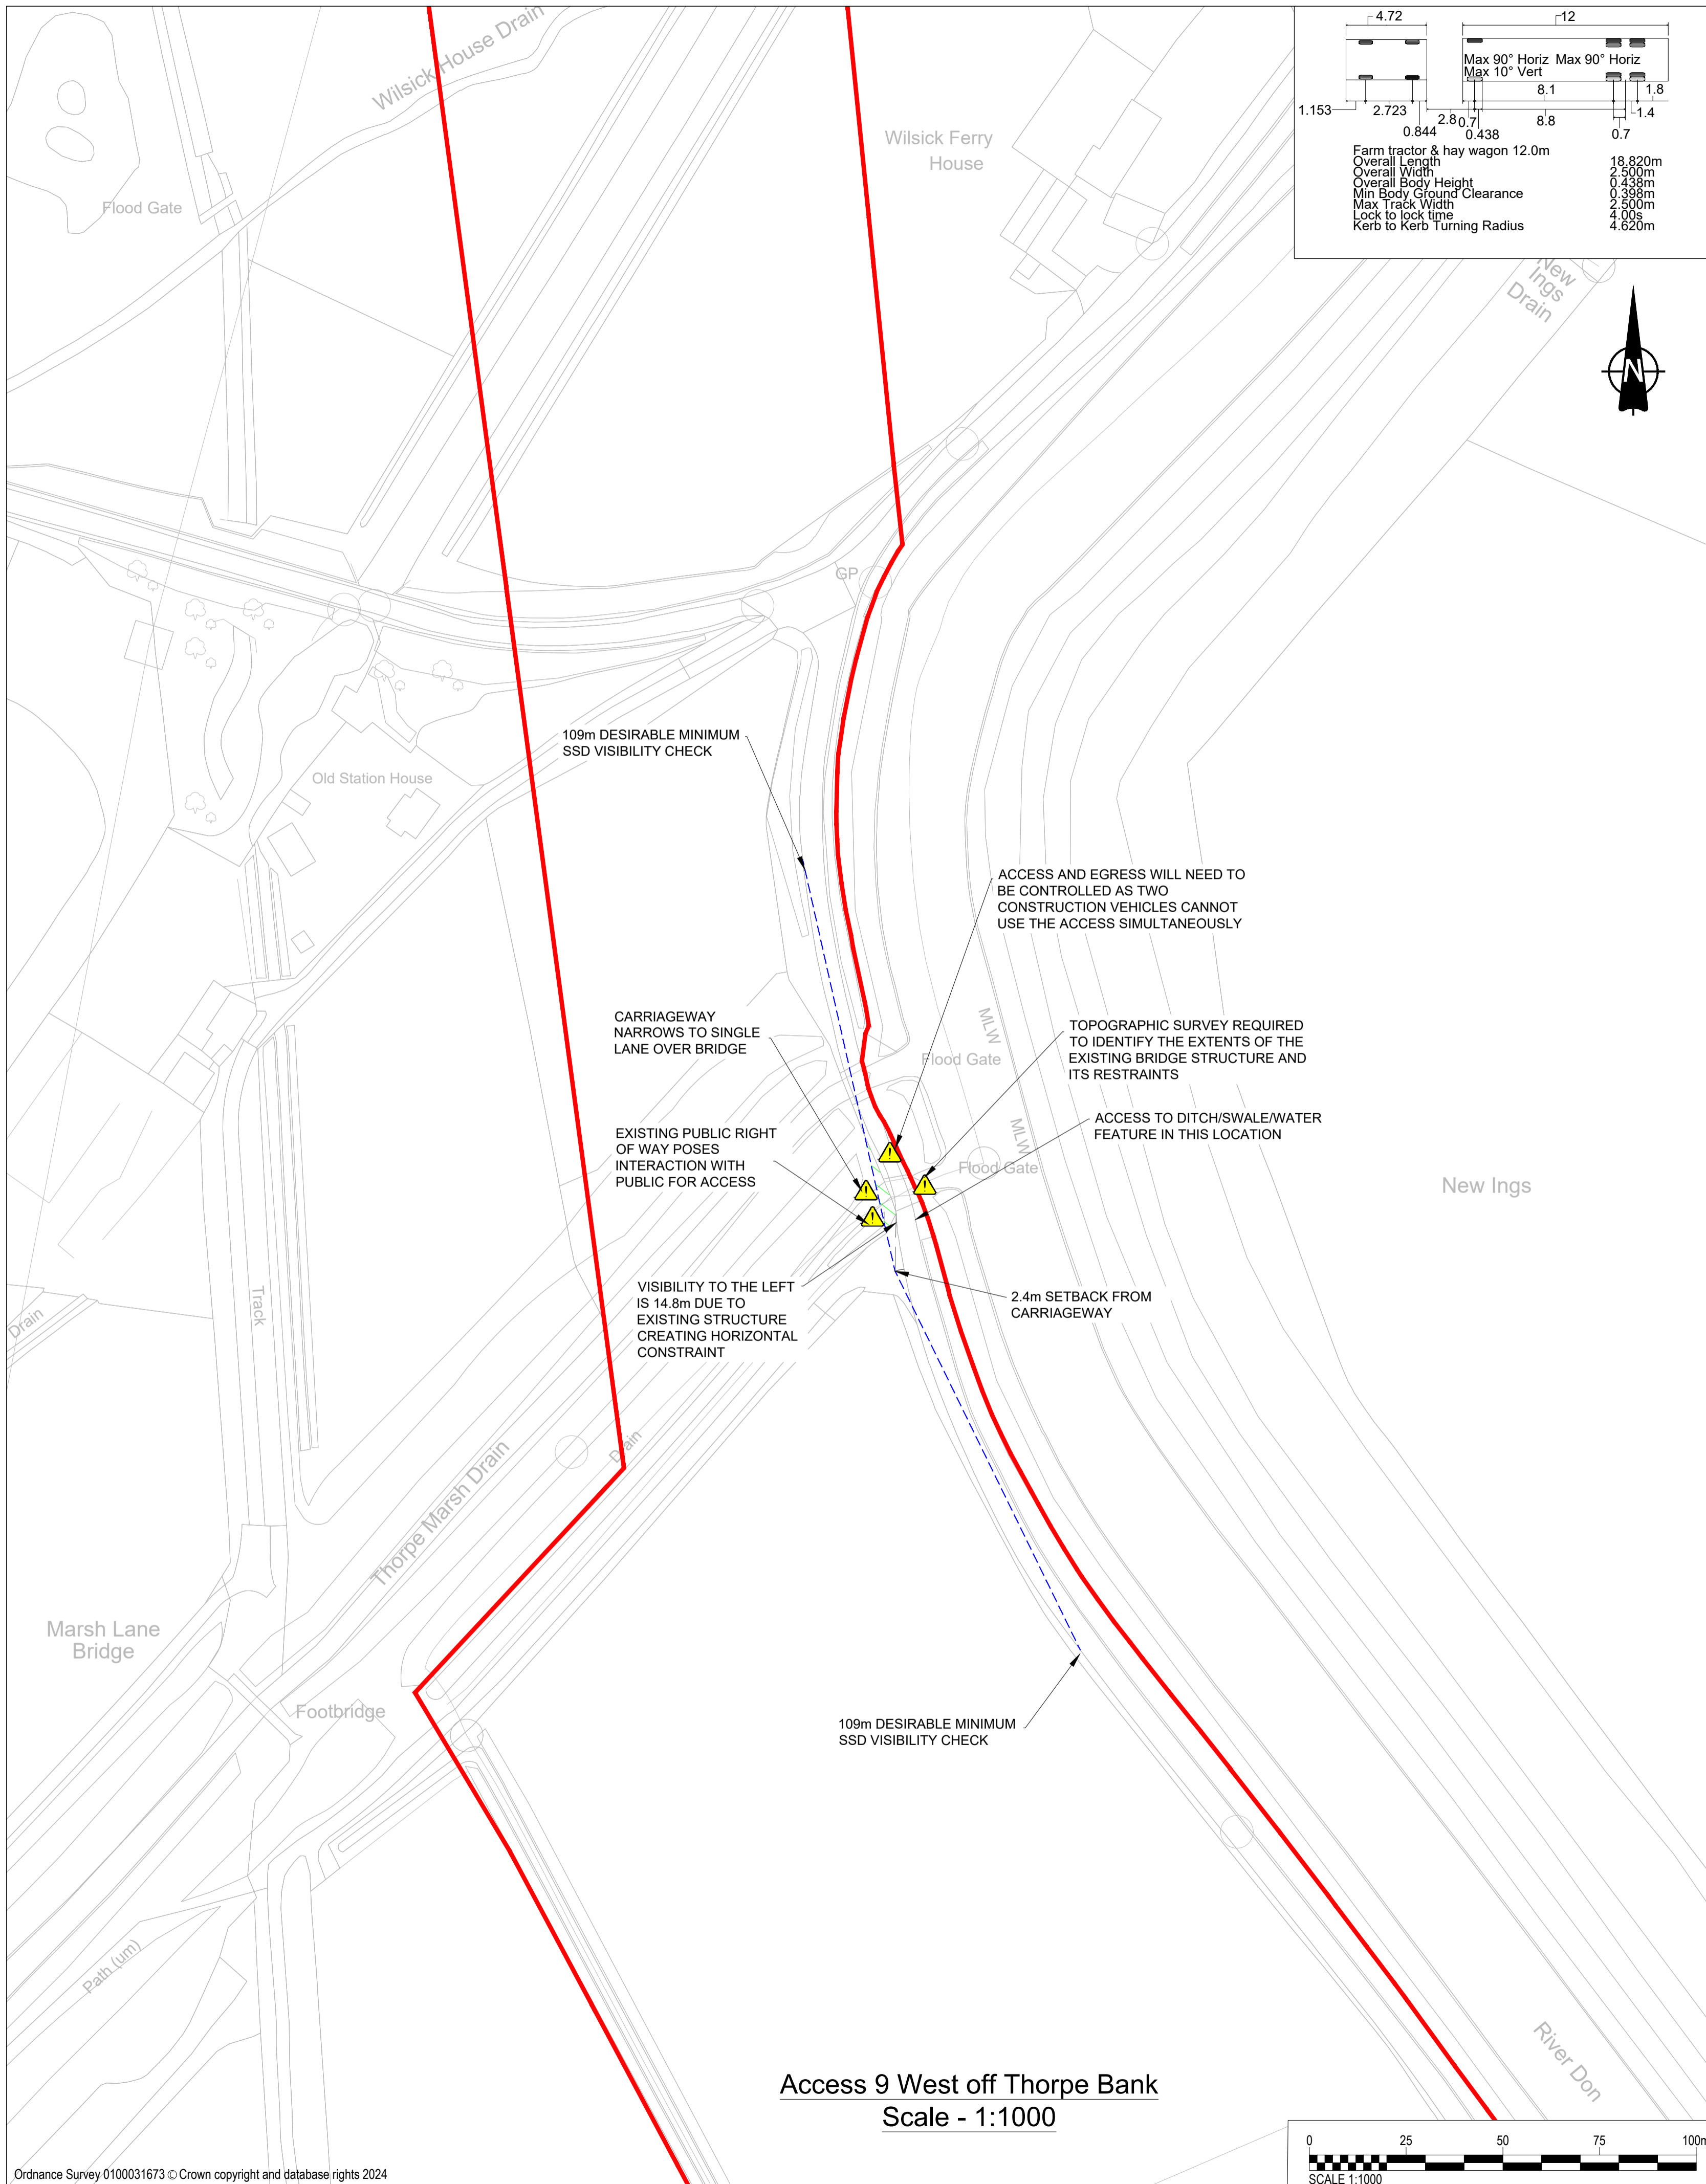 4.72
12
Max 90° Horiz Max 90° Horiz
Max 10° Vert
8.1
1.8
1.153
2.723
0.844
2.8
0.7
0.438
8.8
1.4
0.7
Farm tractor & hay wagon 12.0m
Overall Length 18.820m
Overall Width 2.500m
Overall Body Height 0.438m
Min Body Ground Clearance 0.398m
Max Track Width 2.500m
Lock to lock time 4.00s
Kerb to Kerb Turning Radius 4.620m
Wilsick House Drain
Flood Gate
Wilsick Ferry
House
New
Ings
Drain
N
GP
109m DESIRABLE MINIMUM
SSD VISIBILITY CHECK
Old Station House
ACCESS AND EGRESS WILL NEED TO
BE CONTROLLED AS TWO
CONSTRUCTION VEHICLES CANNOT
USE THE ACCESS SIMULTANEOUSLY
CARRIAGEWAY
NARROWS TO SINGLE
LANE OVER BRIDGE
MLW
Flood Gate
TOPOGRAPHIC SURVEY REQUIRED
TO IDENTIFY THE EXTENTS OF THE
EXISTING BRIDGE STRUCTURE AND
ITS RESTRAINTS
ACCESS TO DITCH/SWALE/WATER
FEATURE IN THIS LOCATION
EXISTING PUBLIC RIGHT
OF WAY POSES
INTERACTION WITH
PUBLIC FOR ACCESS
MLW
Flood Gate
New Ings
VISIBILITY TO THE LEFT
IS 14.8m DUE TO
EXISTING STRUCTURE
CREATING HORIZONTAL
CONSTRAINT
2.4m SETBACK FROM
CARRIAGEWAY
Track
Drain
Drain
Thorpe Marsh Drain
Marsh Lane
Bridge
Footbridge
109m DESIRABLE MINIMUM
SSD VISIBILITY CHECK
Path (um)
River Don
Access 9 West off Thorpe Bank
Scale - 1:1000
0 25 50 75 100m
SCALE 1:1000
Ordnance Survey 0100031673 © Crown copyright and database rights 2024